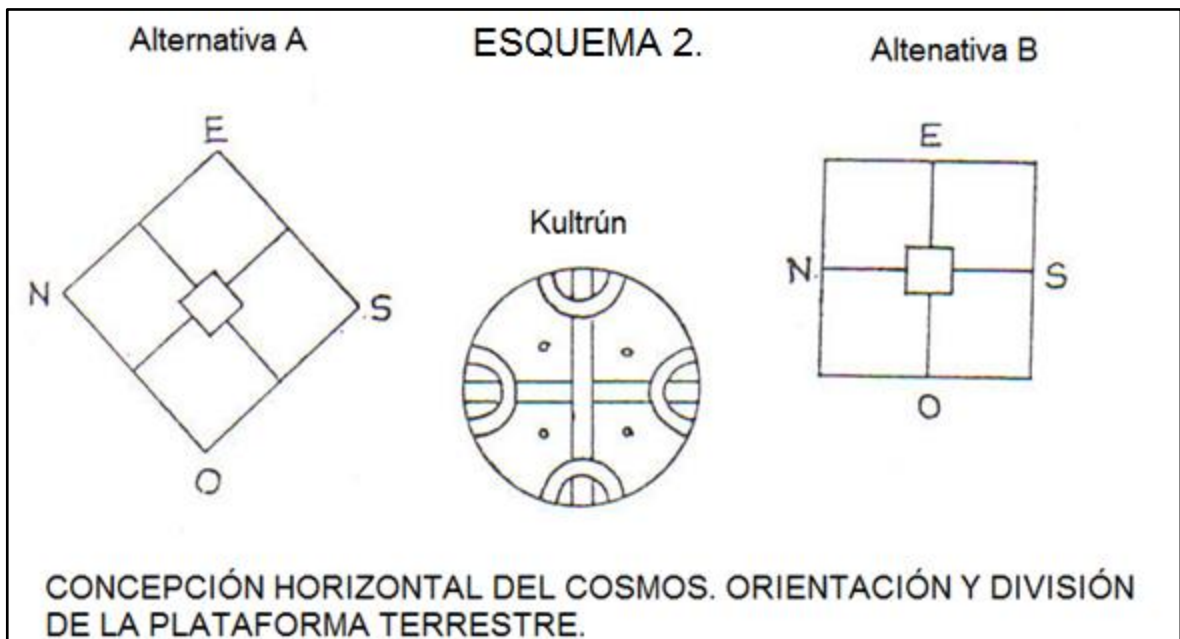 Alternativa A
ESQUEMA 2.
Altenativa B
E
N
S
O
Kultrún
E
N
S
O
CONCEPCIÓN HORIZONTAL DEL COSMOS. ORIENTACIÓN Y DIVISIÓN
DE LA PLATAFORMA TERRESTRE.